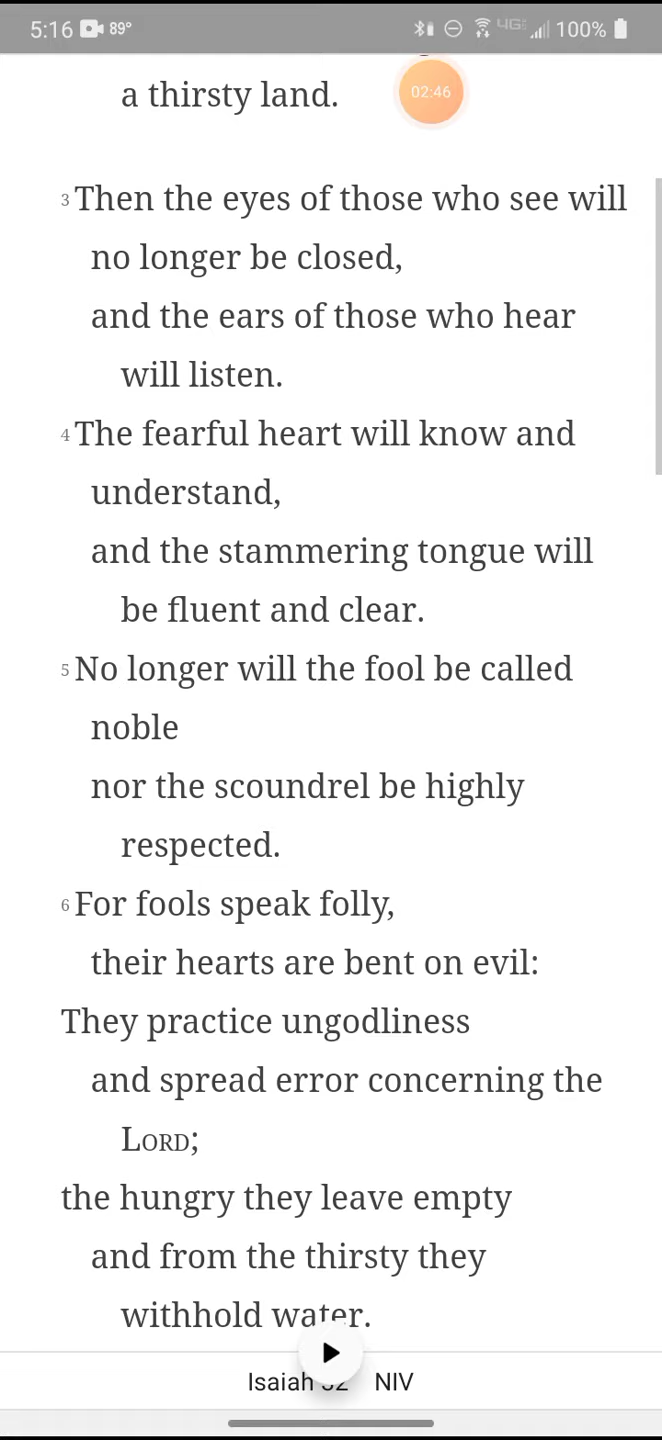 5:16 89° 4G 100%
a thirsty land.
02:46
3 Then the eyes of those who see will
no longer be closed,
and the ears of those who hear
will listen.
4 The fearful heart will know and
understand,
and the stammering tongue will
be fluent and clear.
5 No longer will the fool be called
noble
nor the scoundrel be highly
respected.
6 For fools speak folly,
their hearts are bent on evil:
They practice ungodliness
and spread error concerning the
LORD;
the hungry they leave empty
and from the thirsty they
withhold water.
Isaiah 32 NIV